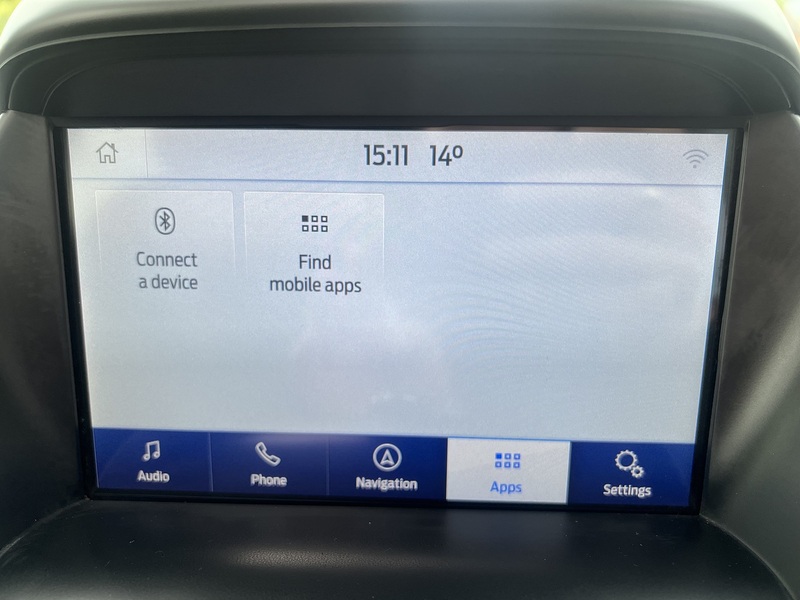 15:11 14º
Connect
a device
Find
mobile apps
Audio
Phone
Navigation
Apps
Settings